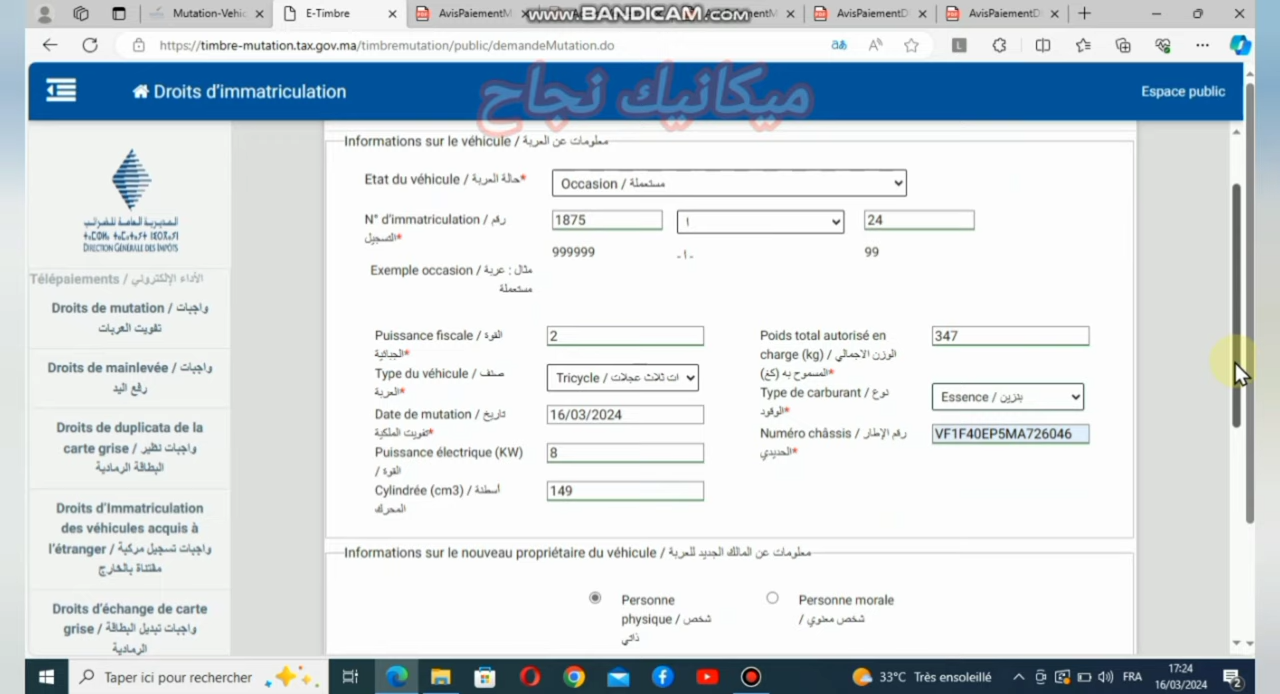 Mutation-Vehic
E-Timbre
AvisPaiementM
www.BANDICAM.com
AvisPaiementD
AvisPaiementD
https://timbre-mutation.tax.gov.ma/timbremutation/public/demandeMutation.do
Droits d'immatriculation
ميكانيك نجاح
Espace public
المديرية العامة للضرائب
DIRECTION GÉNÉRALE DES IMPÔTS
Télépaiements / الأداء الإلكتروني
Droits de mutation / واجبات
تفويت العربات
Droits de mainlevée / واجبات
رفع اليد
Droits de duplicata de la
carte grise / واجبات نظير
البطاقة الرمادية
Droits d'Immatriculation
des véhicules acquis à
l'étranger / واجبات تسجيل مركبة
مقتناة بالخارج
Droits d'échange de carte
grise / واجبات تبديل البطاقة
الرمادية
Informations sur le véhicule / معلومات عن العربة
Etat du véhicule / حالة العربة*
Occasion / مستعملة
N° d'immatriculation / رقم
التسجيل*
1875
ا
24
999999
-ا-
99
Exemple occasion / مثال : عربة
مستعملة
Puissance fiscale / القوة
الجبائية*
2
Poids total autorisé en
charge (kg) / الوزن الاجمالي
المسموح به (كغ)*
347
Type du véhicule / صنف
العربة*
Tricycle / ات ثلاث عجلات
Type de carburant / نوع
الوقود*
Essence / بنزين
Date de mutation / تاريخ
تفويت الملكية*
16/03/2024
Numéro châssis / رقم الإطار
الحديدي*
VF1F40EP5MA726046
Puissance électrique (KW)
/ القوة
8
Cylindrée (cm3) / أسطنة
المحرك
149
Informations sur le nouveau propriétaire du véhicule / معلومات عن المالك الجديد للعربة
Personne
physique / شخص
ذاتي
Personne morale
/ شخص معنوي
Taper ici pour rechercher
33°C Très ensoleillé
FRA
17:24
16/03/2024
2